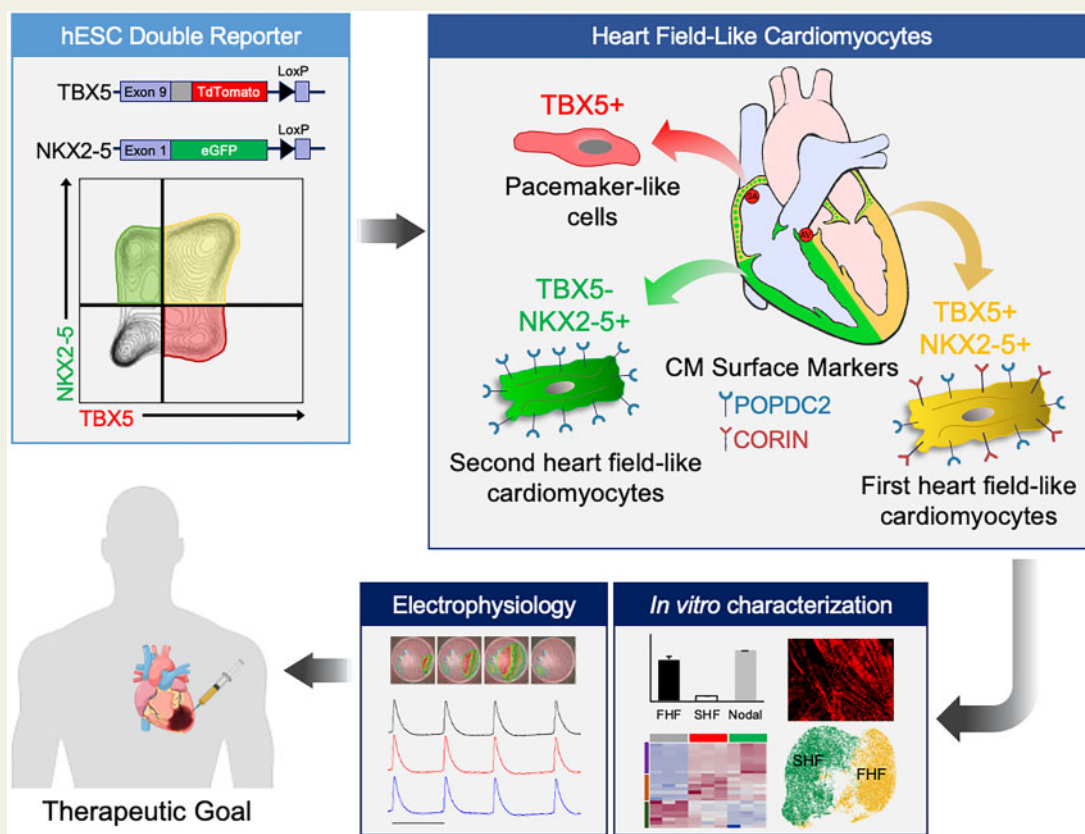 hESC Double Reporter
LoxP
TBX5
Exon 9
TdTomato
LoxP
NKX2-5
Exon 1
eGFP
NKX2-5
TBX5
Heart Field-Like Cardiomyocytes
TBX5+
Pacemaker-like
cells
SA
AV
TBX5-
NKX2-5+
Second heart field-like
cardiomyocytes
CM Surface Markers
POPDC2
CORIN
TBX5+
NKX2-5+
First heart field-like
cardiomyocytes
Therapeutic Goal
Electrophysiology
In vitro characterization
FHF SHF Nodal
SHF
FHF